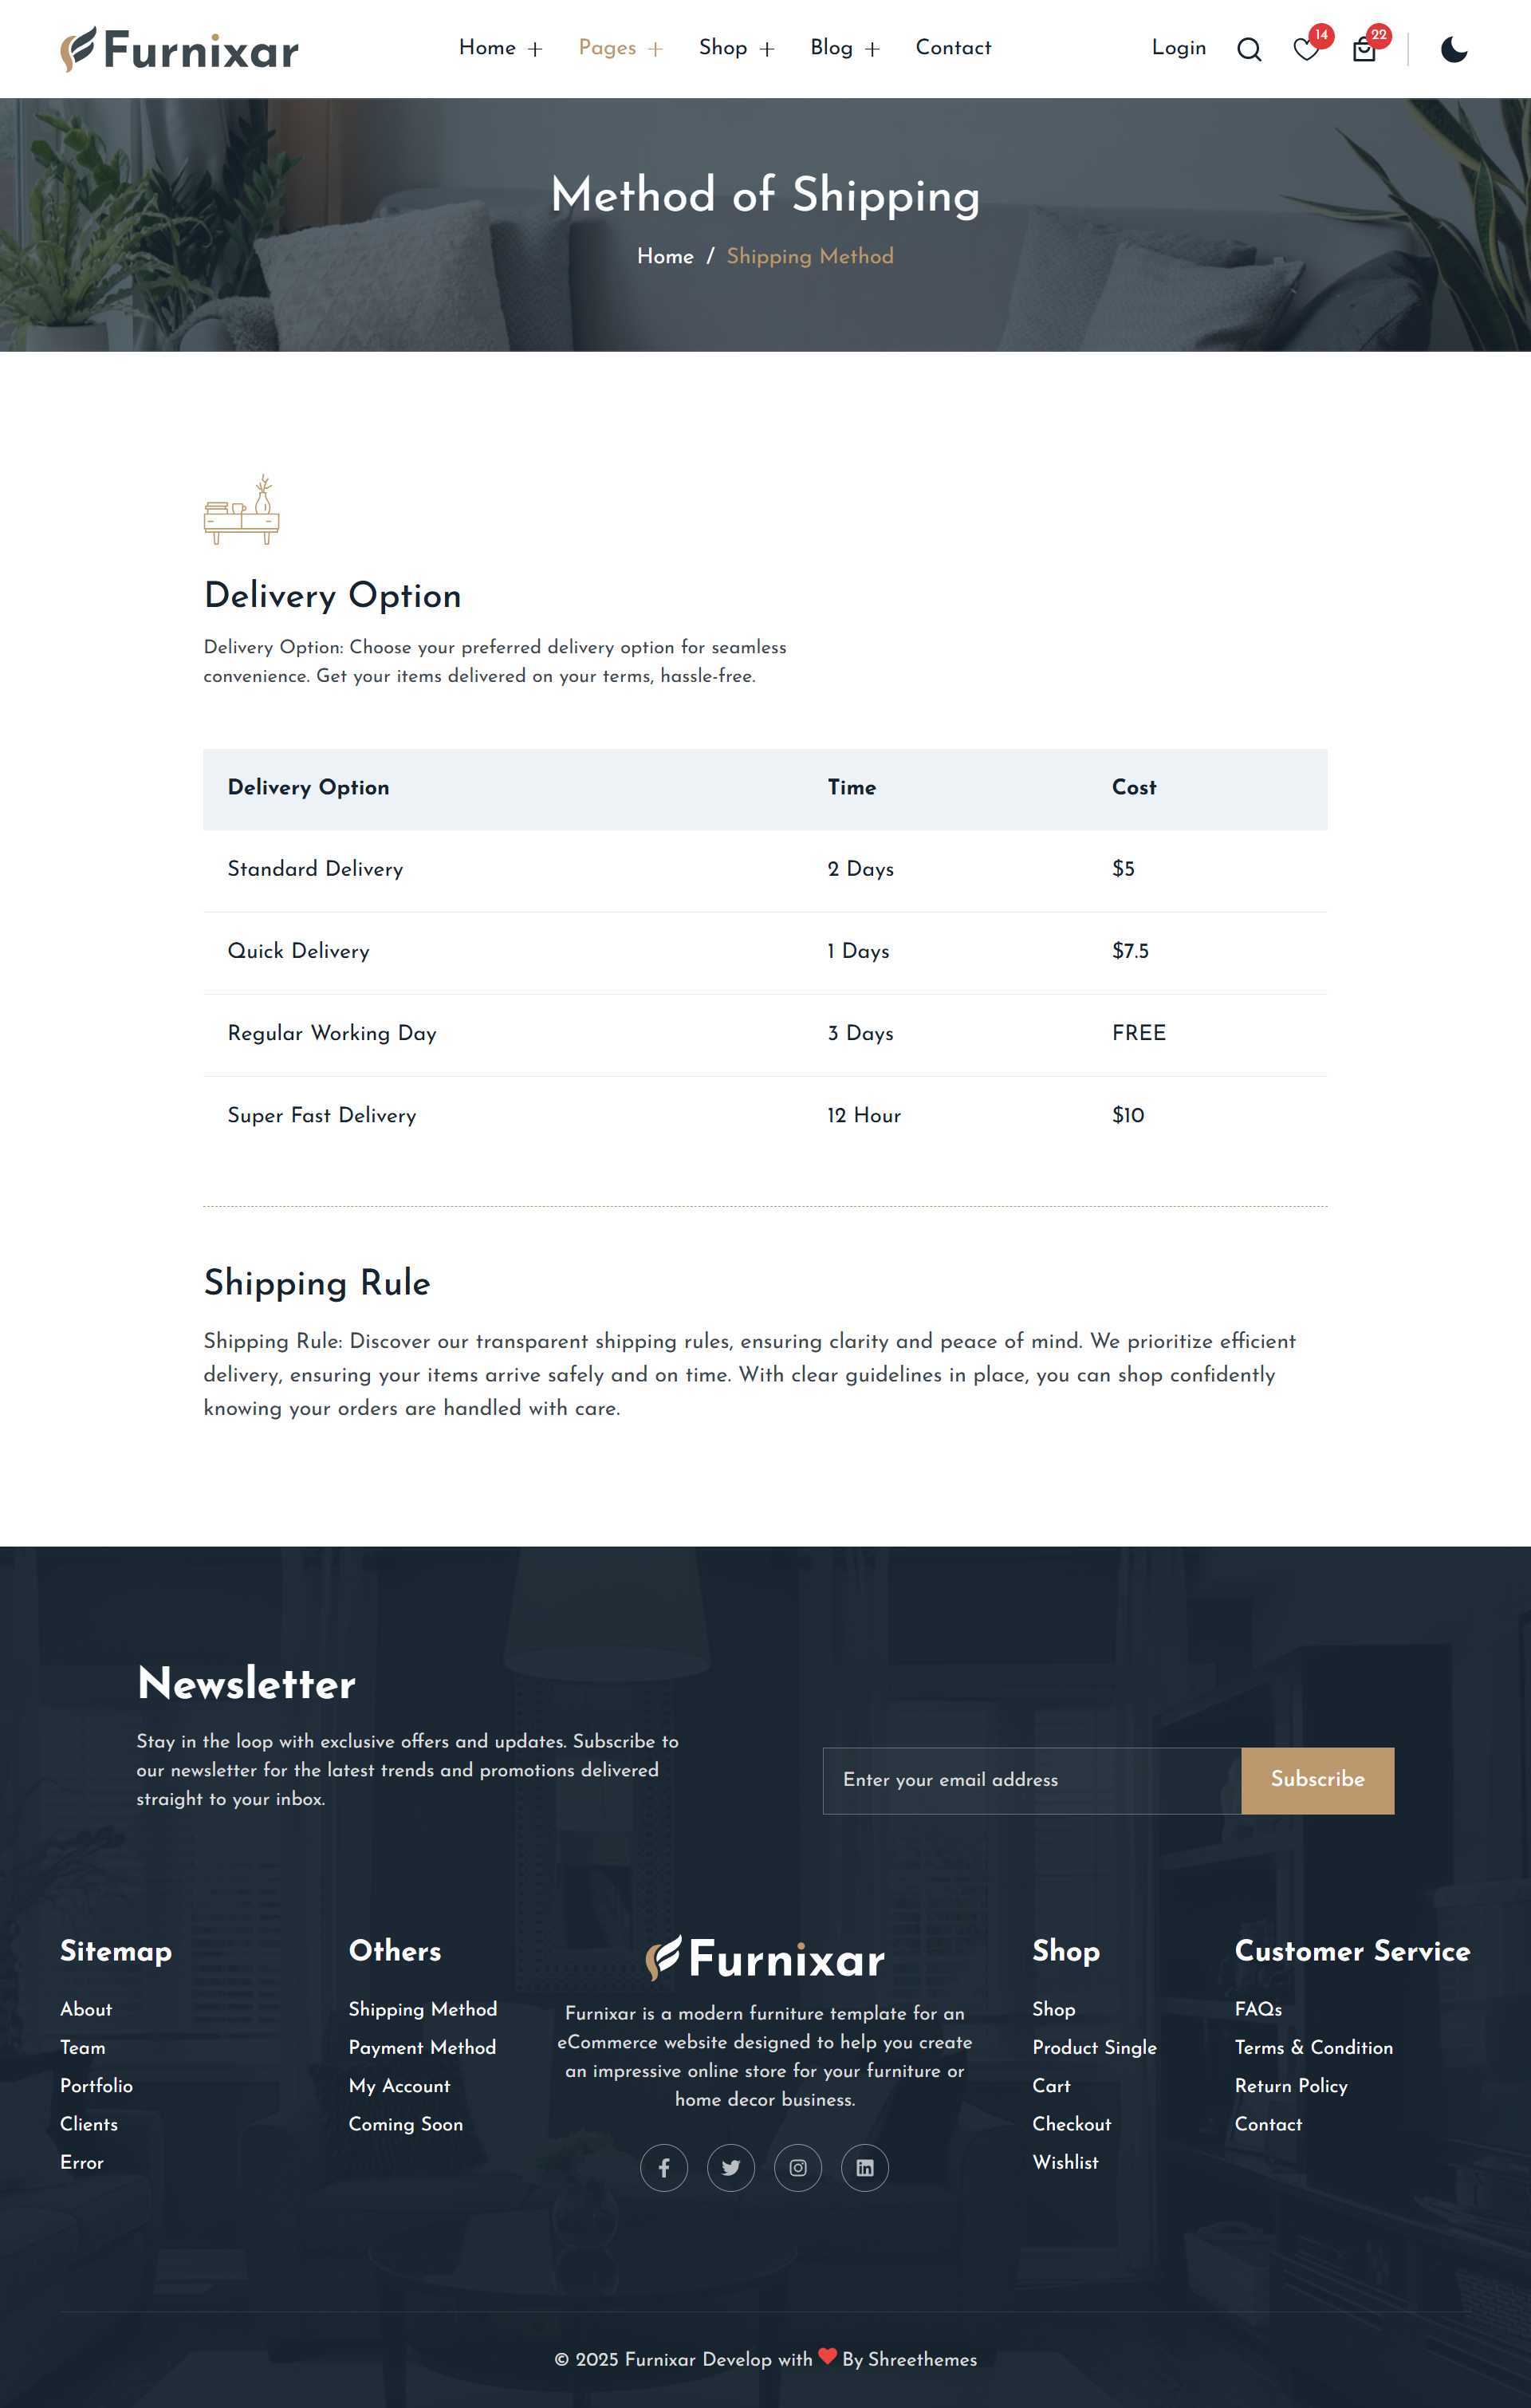 Furnixar
Home
Pages
Shop
Blog
Contact
Login
14
22
Method of Shipping
Home / Shipping Method
Delivery Option
Delivery Option: Choose your preferred delivery option for seamless
convenience. Get your items delivered on your terms, hassle-free.
Delivery Option Time Cost
Standard Delivery 2 Days $5
Quick Delivery 1 Days $7.5
Regular Working Day 3 Days FREE
Super Fast Delivery 12 Hour $10
Shipping Rule
Shipping Rule: Discover our transparent shipping rules, ensuring clarity and peace of mind. We prioritize efficient
delivery, ensuring your items arrive safely and on time. With clear guidelines in place, you can shop confidently
knowing your orders are handled with care.
Newsletter
Stay in the loop with exclusive offers and updates. Subscribe to
our newsletter for the latest trends and promotions delivered
straight to your inbox.
Enter your email address
Subscribe
Sitemap
About
Team
Portfolio
Clients
Error
Others
Shipping Method
Payment Method
My Account
Coming Soon
Furnixar
Furnixar is a modern furniture template for an
eCommerce website designed to help you create
an impressive online store for your furniture or
home decor business.
Shop
Shop
Product Single
Cart
Checkout
Wishlist
Customer Service
FAQs
Terms & Condition
Return Policy
Contact
© 2025 Furnixar Develop with ❤ By Shreethemes